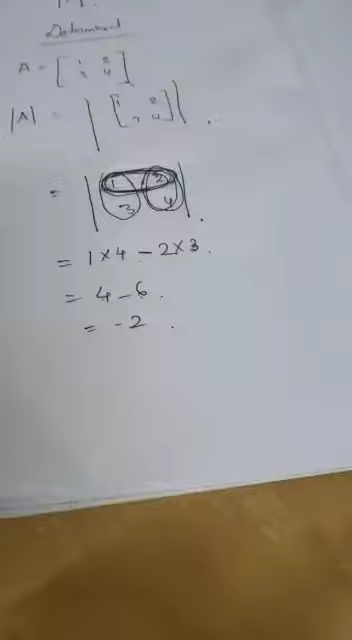 Determinant
A = [ 1 2
3 4 ]
|A| = | [ 1 2
3 4 ] | .
= | 1 2
3 4 | .
= 1 × 4 - 2 × 3 .
= 4 - 6 .
= -2 .